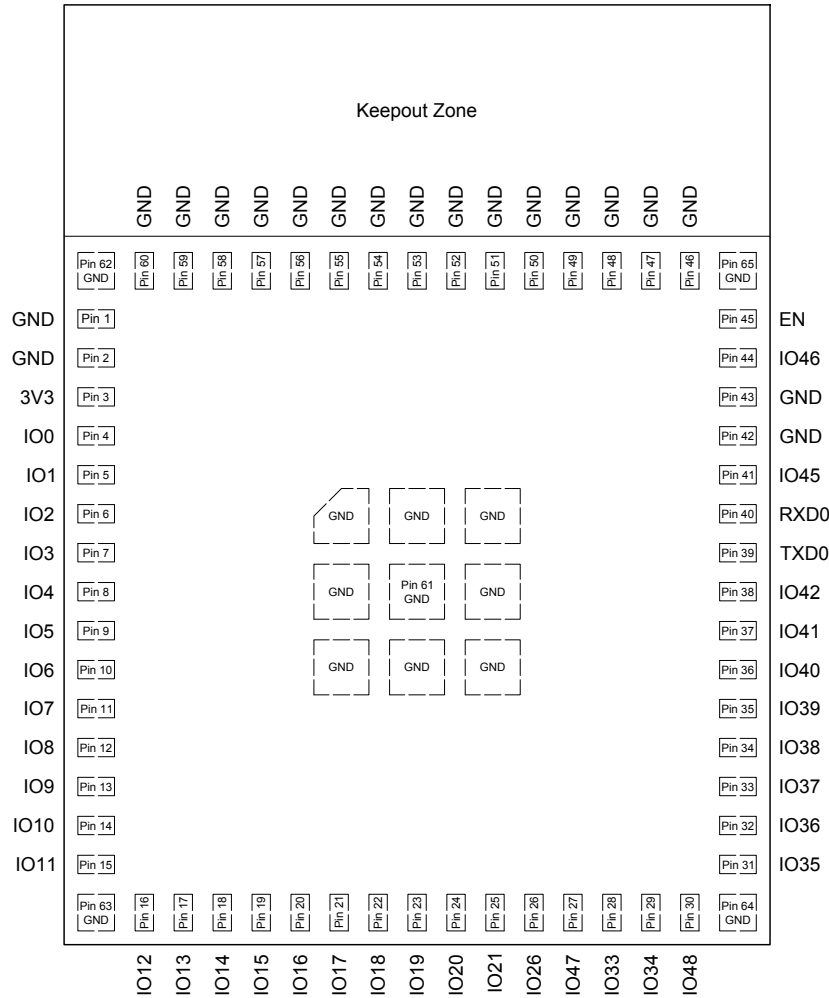 Keepout Zone
GND GND GND GND GND GND GND GND GND GND GND GND GND GND GND
Pin 62 GND
Pin 60 Pin 59 Pin 58 Pin 57 Pin 56 Pin 55 Pin 54 Pin 53 Pin 52 Pin 51 Pin 50 Pin 49 Pin 48 Pin 47 Pin 46
Pin 65 GND
GND Pin 1 Pin 45 EN
GND Pin 2 Pin 44 IO46
3V3 Pin 3 Pin 43 GND
IO0 Pin 4 Pin 42 GND
IO1 Pin 5 Pin 41 IO45
IO2 Pin 6 GND GND GND Pin 40 RXD0
IO3 Pin 7 Pin 39 TXD0
IO4 Pin 8 GND Pin 61 GND GND Pin 38 IO42
IO5 Pin 9 Pin 37 IO41
IO6 Pin 10 GND GND GND Pin 36 IO40
IO7 Pin 11 Pin 35 IO39
IO8 Pin 12 Pin 34 IO38
IO9 Pin 13 Pin 33 IO37
IO10 Pin 14 Pin 32 IO36
IO11 Pin 15 Pin 31 IO35
Pin 63 GND
Pin 16 Pin 17 Pin 18 Pin 19 Pin 20 Pin 21 Pin 22 Pin 23 Pin 24 Pin 25 Pin 26 Pin 27 Pin 28 Pin 29 Pin 30
Pin 64 GND
IO12 IO13 IO14 IO15 IO16 IO17 IO18 IO19 IO20 IO21 IO26 IO47 IO33 IO34 IO48